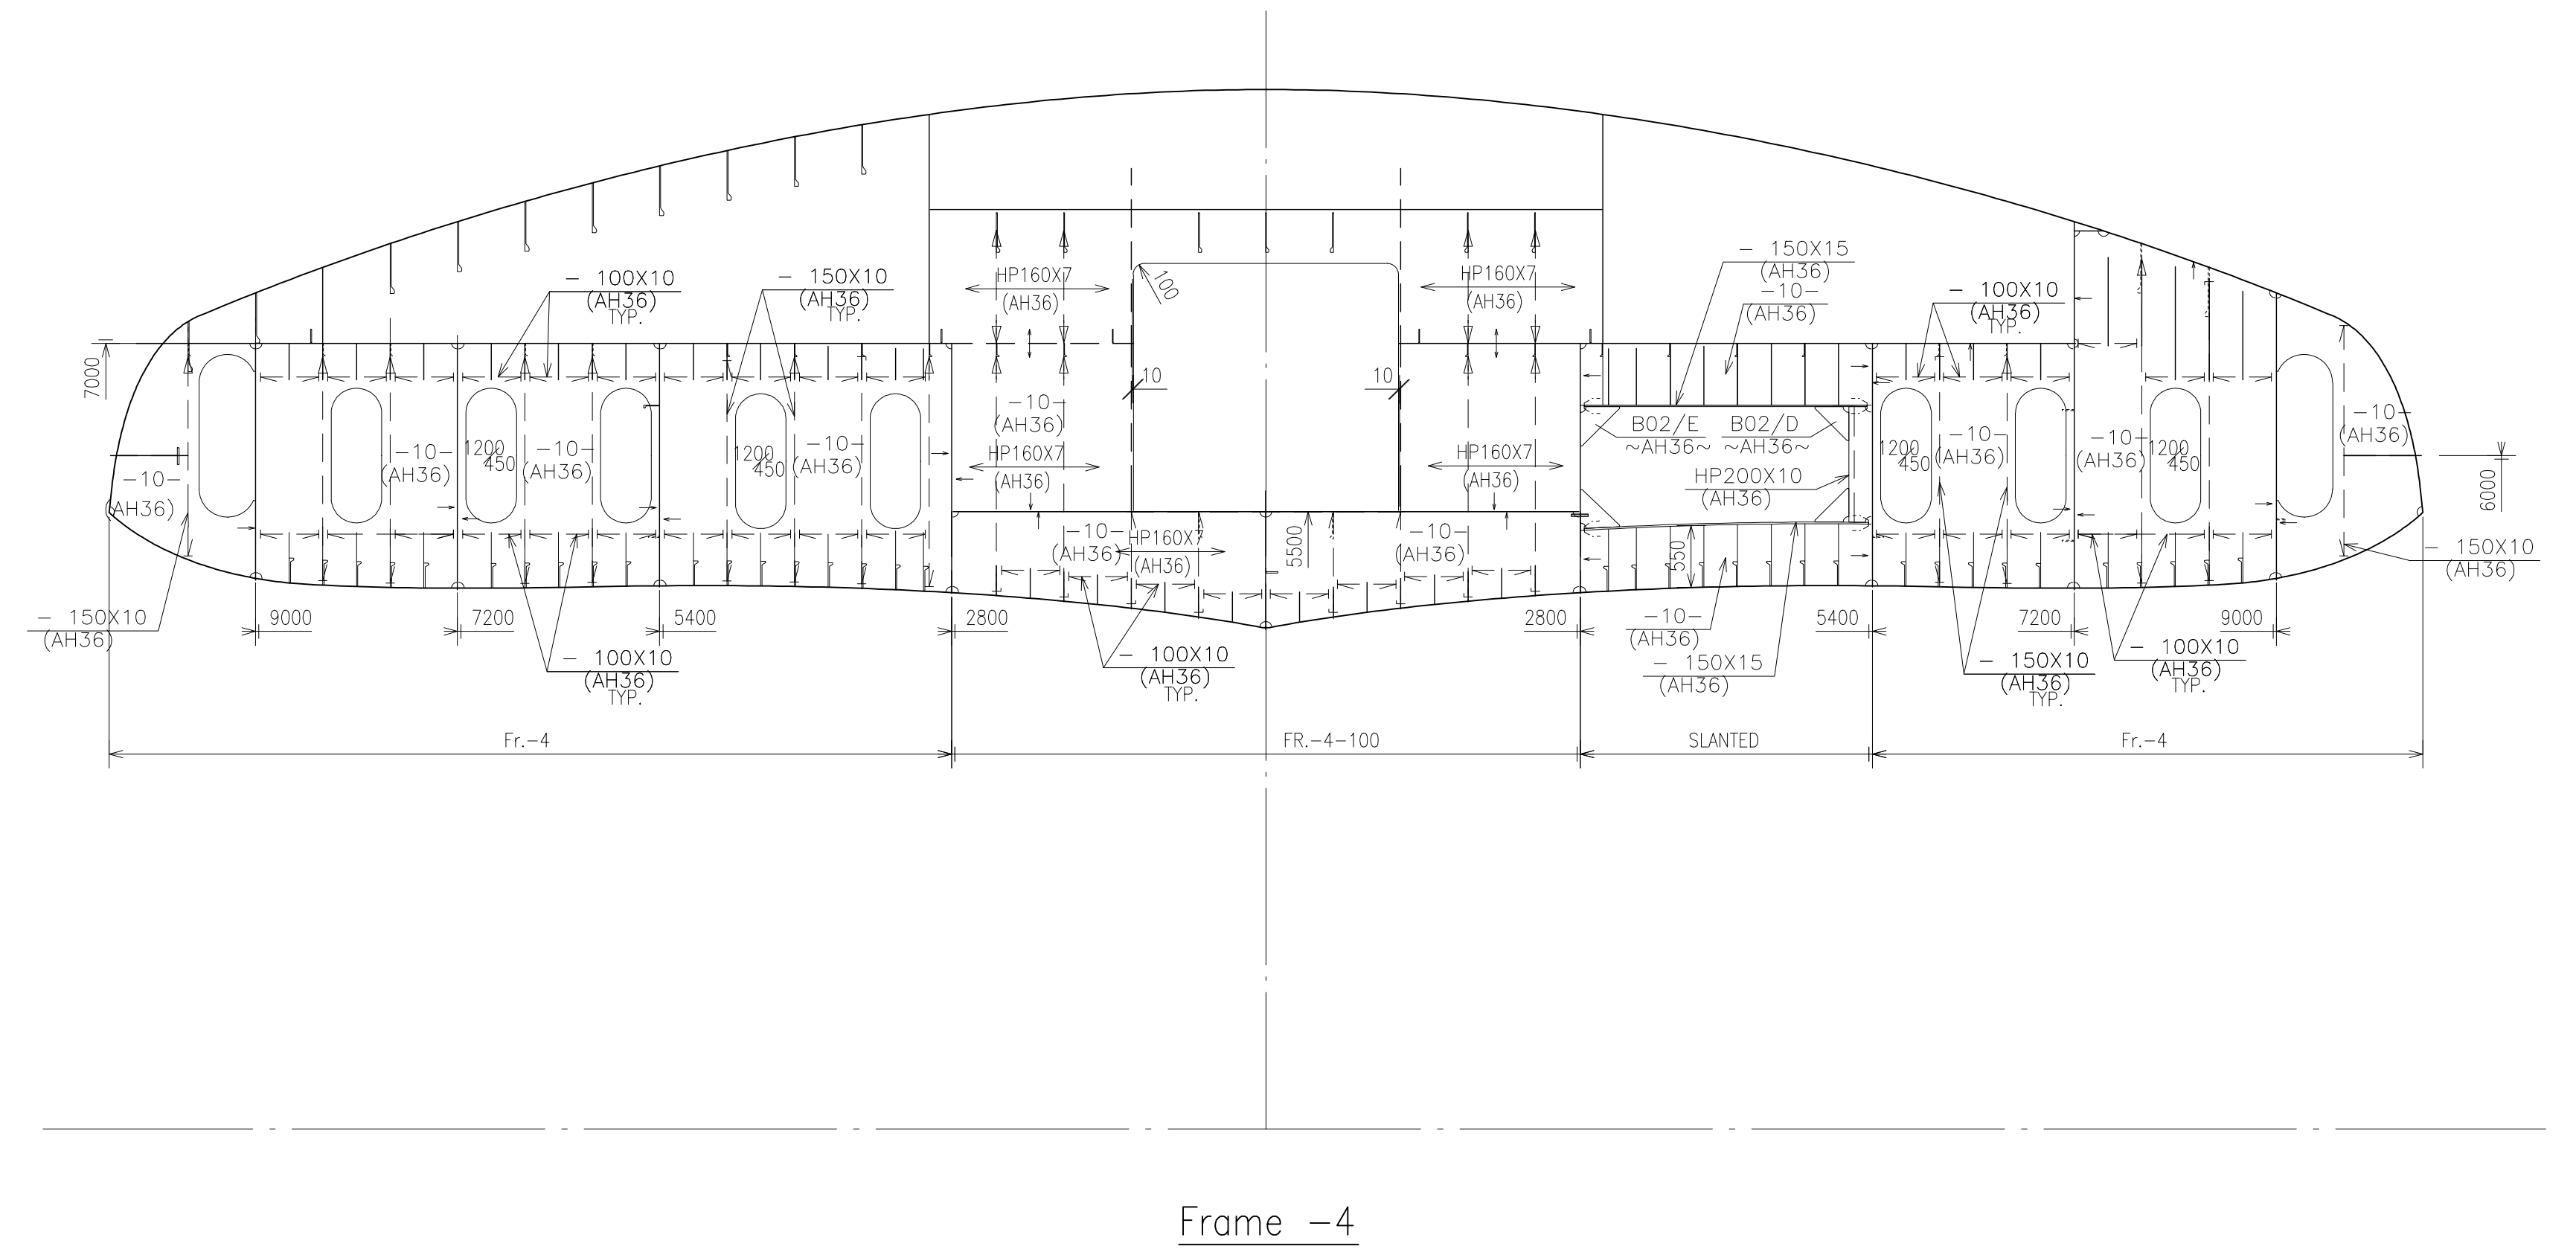 - 150X15
(AH36)
-10-
(AH36)
- 100X10
(AH36)
TYP.
- 150X10
(AH36)
TYP.
HP160X7
(AH36)
100
HP160X7
(AH36)
- 100X10
(AH36)
TYP.
7000
10
10
-10-
(AH36)
-10-
(AH36)
B02/E
~AH36~
B02/D
~AH36~
-10-
(AH36)
1200
450
-10-
(AH36)
1200
450
-10-
(AH36)
HP160X7
(AH36)
HP160X7
(AH36)
HP200X10
(AH36)
1200
450
-10-
(AH36)
-10-
(AH36)
1200
450
6000
-10-
(AH36)
-10-
(AH36)
HP160X7
(AH36)
5500
-10-
(AH36)
550
- 150X10
(AH36)
- 150X10
(AH36)
9000
7200
5400
2800
2800
-10-
(AH36)
5400
7200
9000
- 100X10
(AH36)
TYP.
- 100X10
(AH36)
TYP.
- 150X15
(AH36)
- 150X10
(AH36)
TYP.
- 100X10
(AH36)
TYP.
Fr.-4
FR.-4-100
SLANTED
Fr.-4
Frame -4